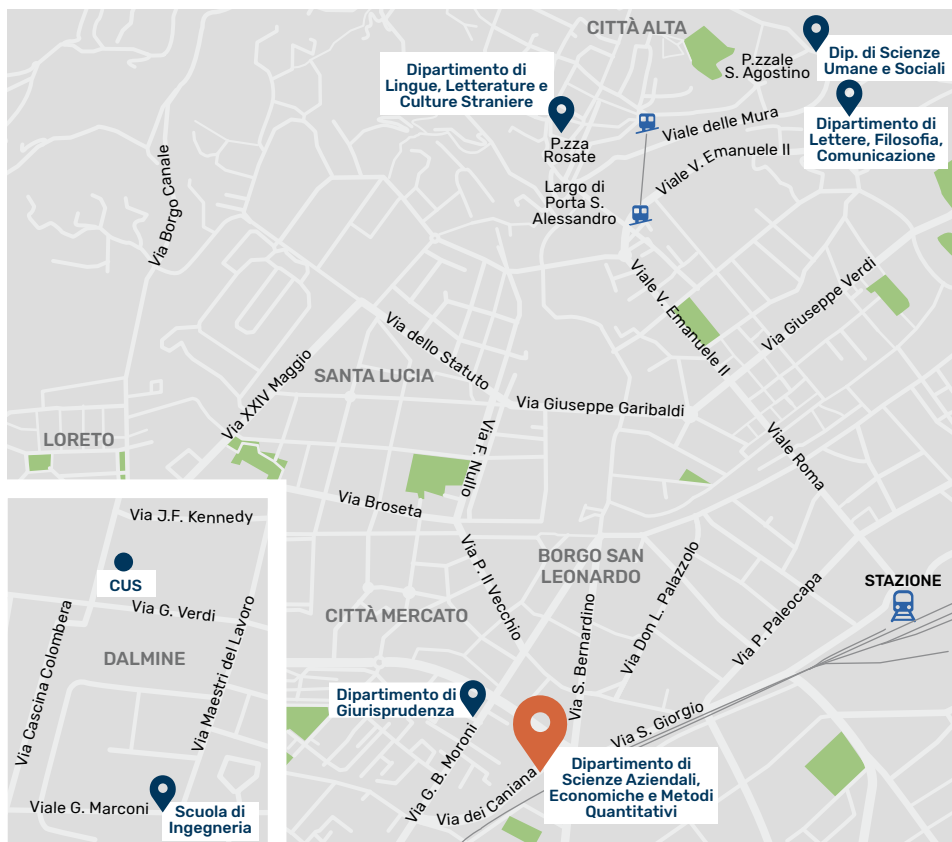 CITTÀ ALTA
P.zzale
S. Agostino
Dip. di Scienze
Umane e Sociali
Dipartimento di
Lingue, Letterature e
Culture Straniere
P.zza
Rosate
Viale delle Mura
Dipartimento di
Lettere, Filosofia,
Comunicazione
Viale V. Emanuele II
Largo di
Porta S.
Alessandro
Via Borgo Canale
Viale V. Emanuele II
Via Giuseppe Verdi
Via dello Statuto
SANTA LUCIA
Via XXIV Maggio
Via Giuseppe Garibaldi
LORETO
Via F. Nullo
Viale Roma
Via Broseta
Via P. Il Vecchio
BORGO SAN
LEONARDO
Via Don L. Palazzolo
Via P. Paleocapa
STAZIONE
CITTÀ MERCATO
Via S. Bernardino
Dipartimento di
Giurisprudenza
Via S. Giorgio
Via G. B. Moroni
Via dei Caniana
Dipartimento di
Scienze Aziendali,
Economiche e Metodi
Quantitativi
Via J.F. Kennedy
CUS
Via G. Verdi
DALMINE
Via Cascina Colombera
Via Maestri del Lavoro
Viale G. Marconi
Scuola di
Ingegneria